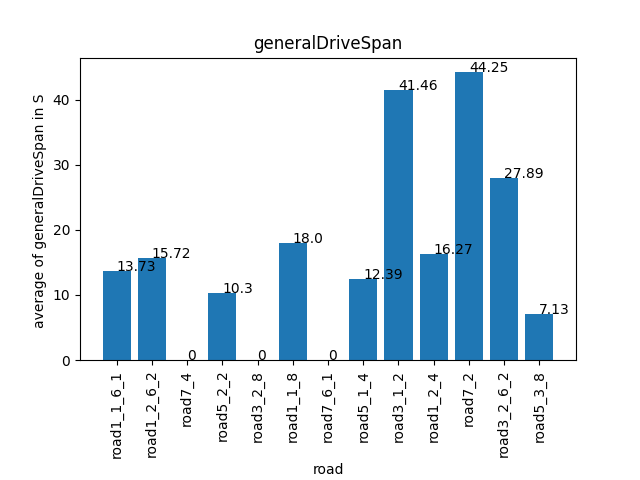 generalDriveSpan
average of generalDriveSpan in S
40
30
20
10
0
13.73
15.72
0
10.3
0
18.0
0
12.39
41.46
16.27
44.25
27.89
7.13
road1_1_6_1
road1_2_6_2
road7_4
road5_2_2
road3_2_8
road1_1_8
road7_6_1
road5_1_4
road3_1_2
road1_2_4
road7_2
road3_2_6_2
road5_3_8
road